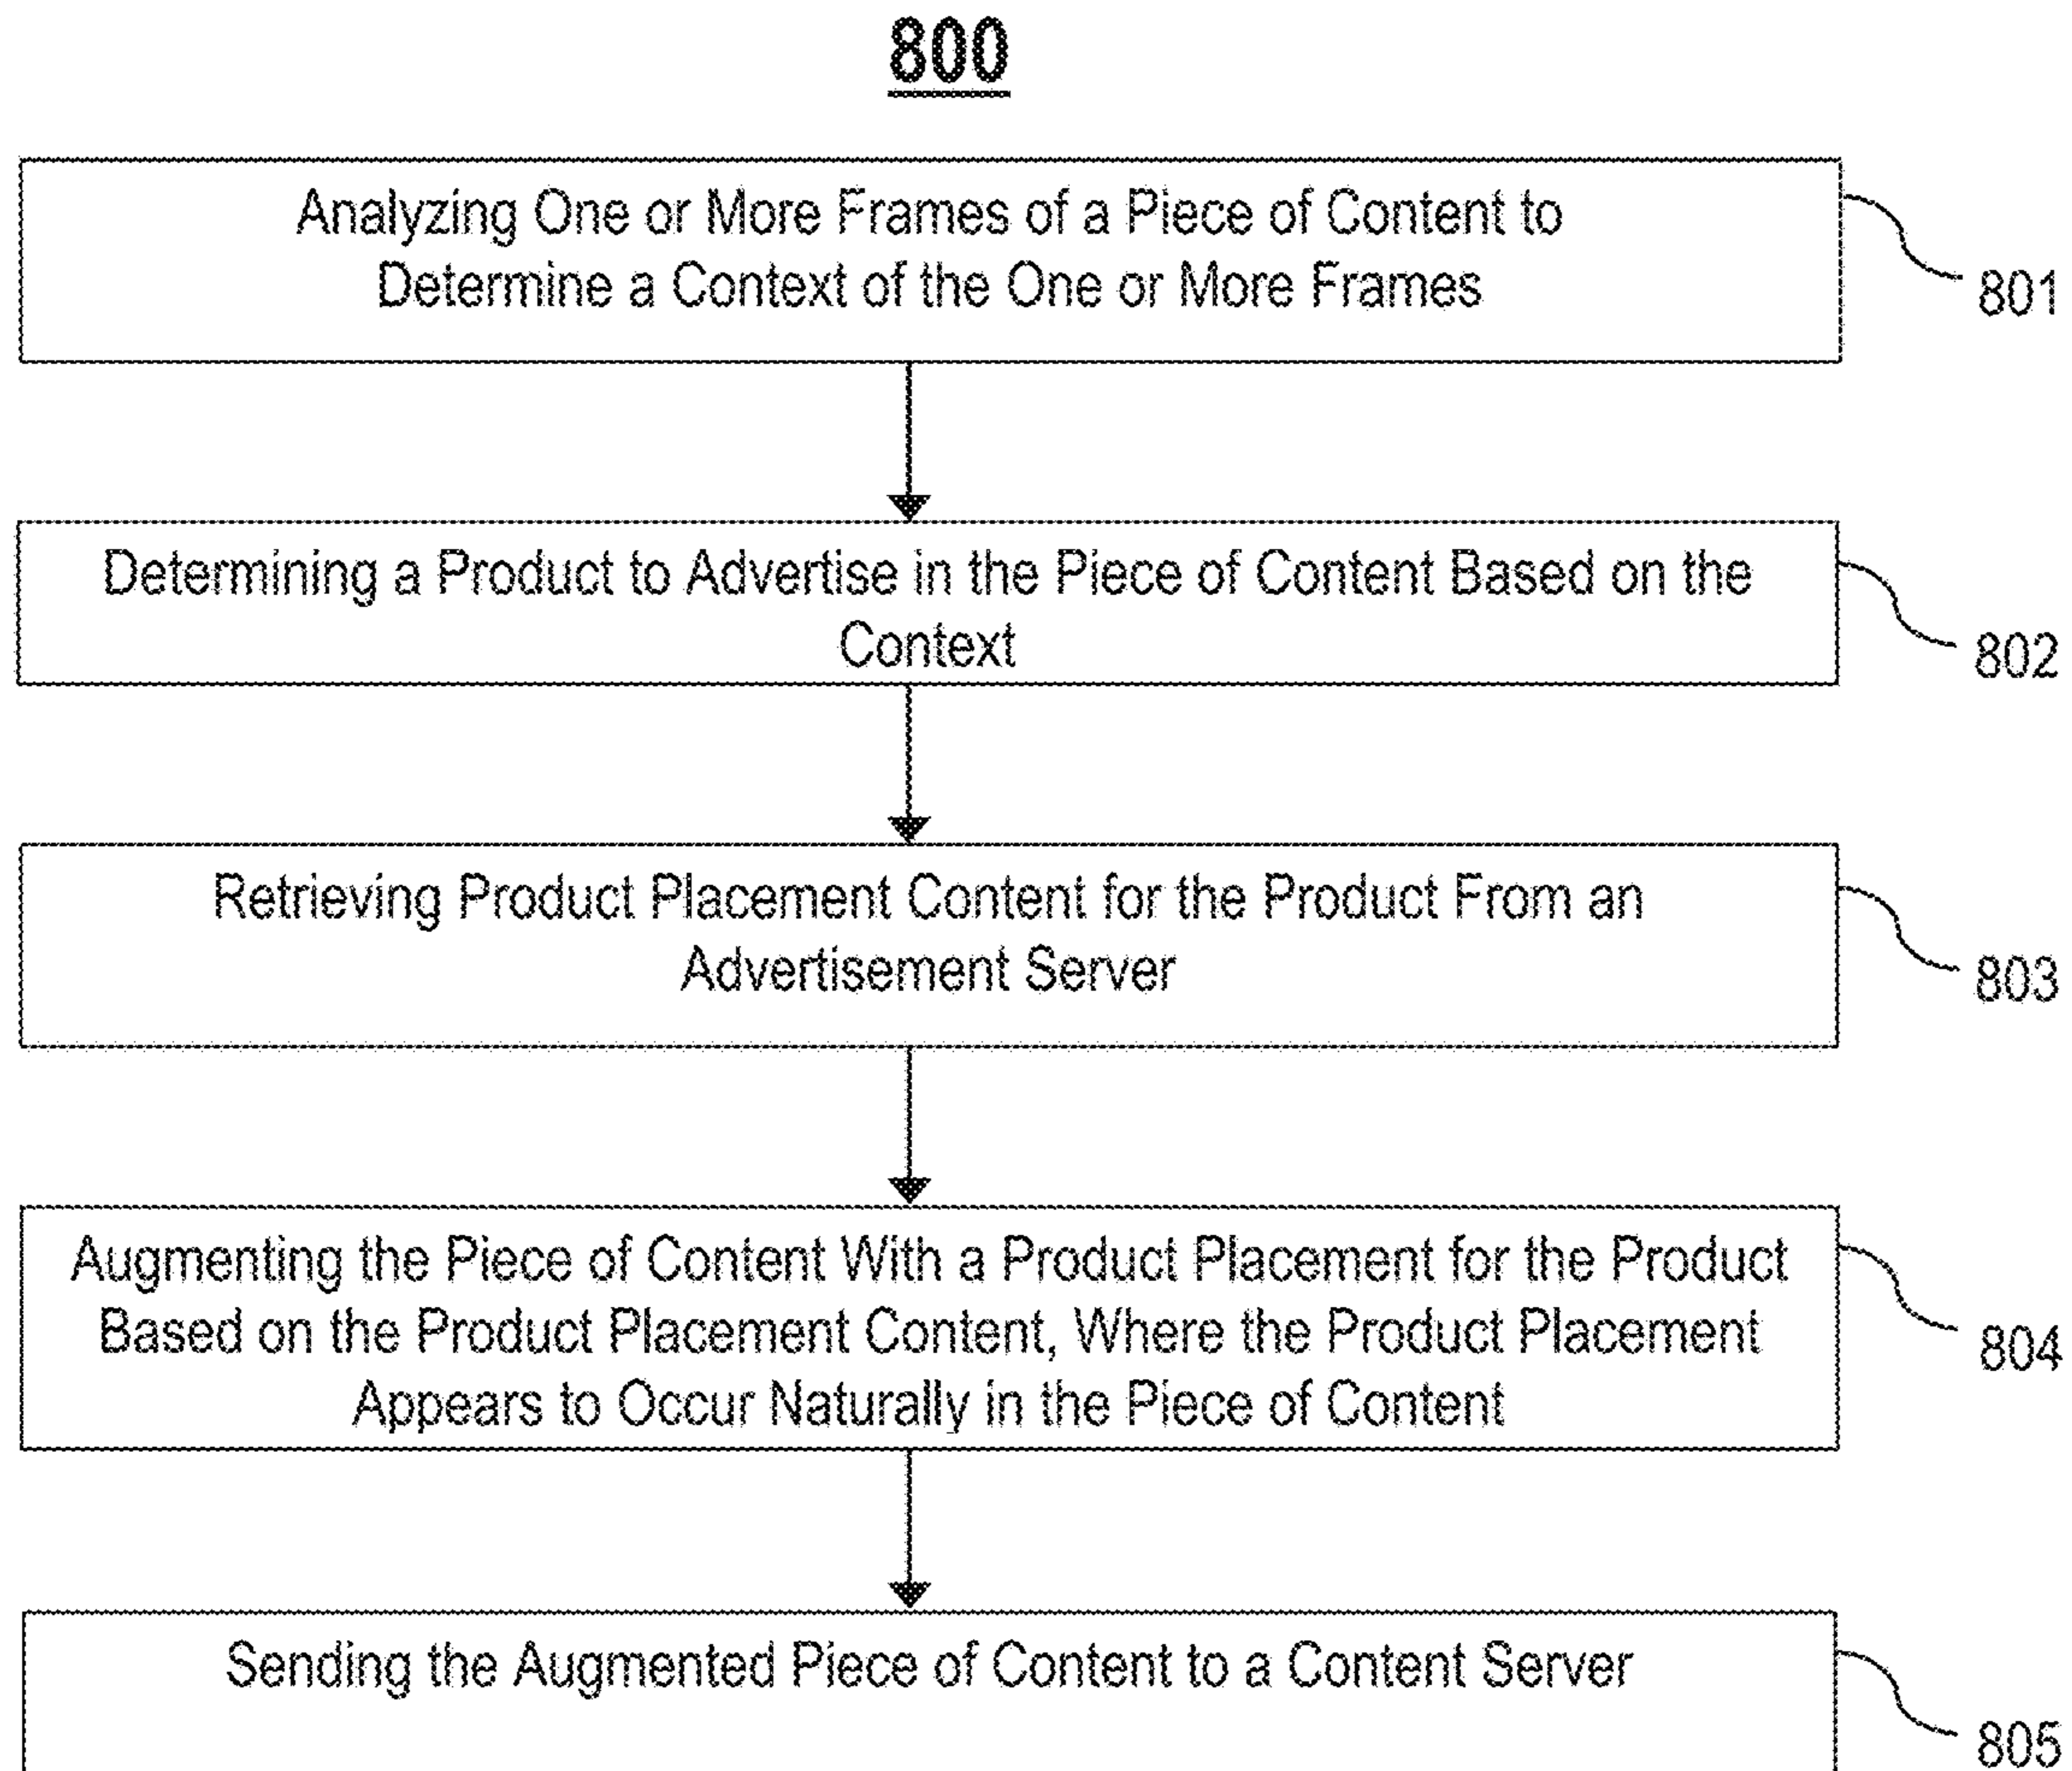 800
Analyzing One or More Frames of a Piece of Content to
Determine a Context of the One or More Frames
801
Determining a Product to Advertise in the Piece of Content Based on the
Context
802
Retrieving Product Placement Content for the Product From an
Advertisement Server
803
Augmenting the Piece of Content With a Product Placement for the Product
Based on the Product Placement Content, Where the Product Placement
Appears to Occur Naturally in the Piece of Content
804
Sending the Augmented Piece of Content to a Content Server
805